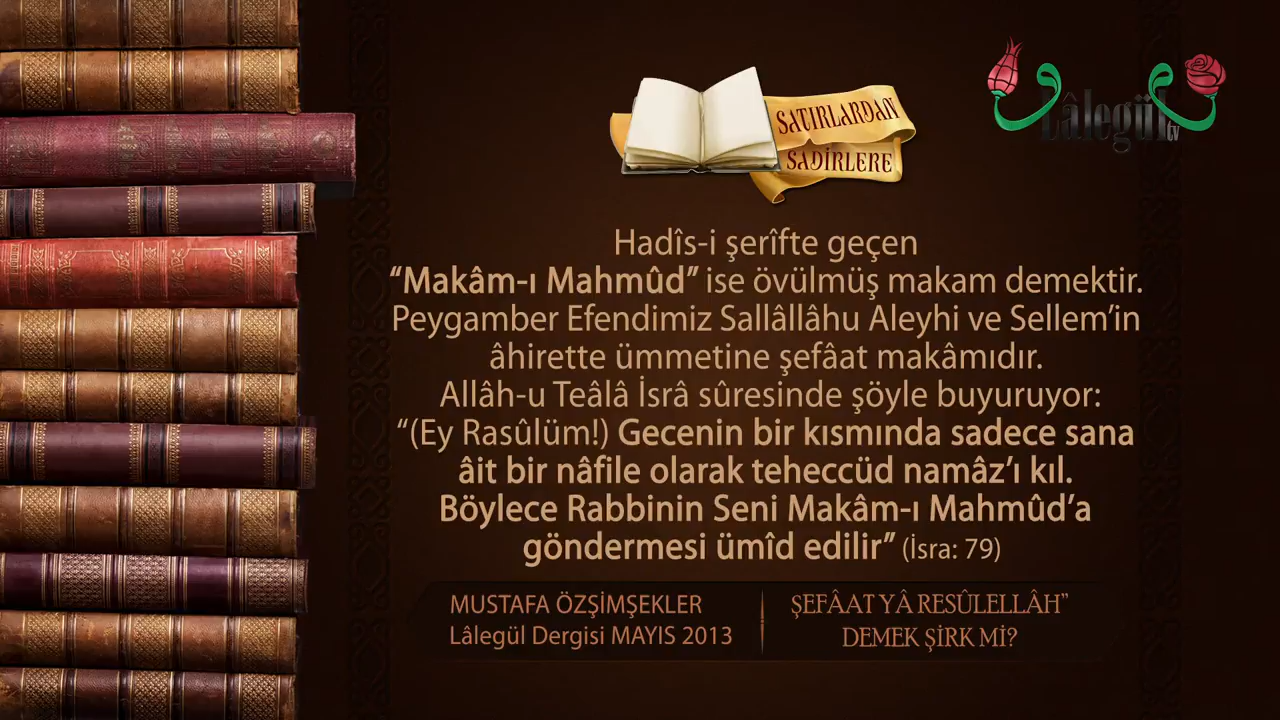 SATIRLARDAN
SADIRLERE
Lâlegül tv
Hadîs-i şerîfte geçen
“Makâm-ı Mahmûd” ise övülmüş makam demektir.
Peygamber Efendimiz Sallâllâhu Aleyhi ve Sellem’in
âhirette ümmetine şefâat makâmıdır.
Allâh-u Teâlâ İsrâ sûresinde şöyle buyuruyor:
“(Ey Rasûlüm!) Gecenin bir kısmında sadece sana
âit bir nâfile olarak teheccüd namâz’ı kıl.
Böylece Rabbinin Seni Makâm-ı Mahmûd’a
göndermesi ümîd edilir” (İsra: 79)
MUSTAFA ÖZŞİMŞEKLER
Lâlegül Dergisi MAYIS 2013
ŞEFÂAT YÂ RESÛLELLÂH”
DEMEK ŞİRK Mİ?